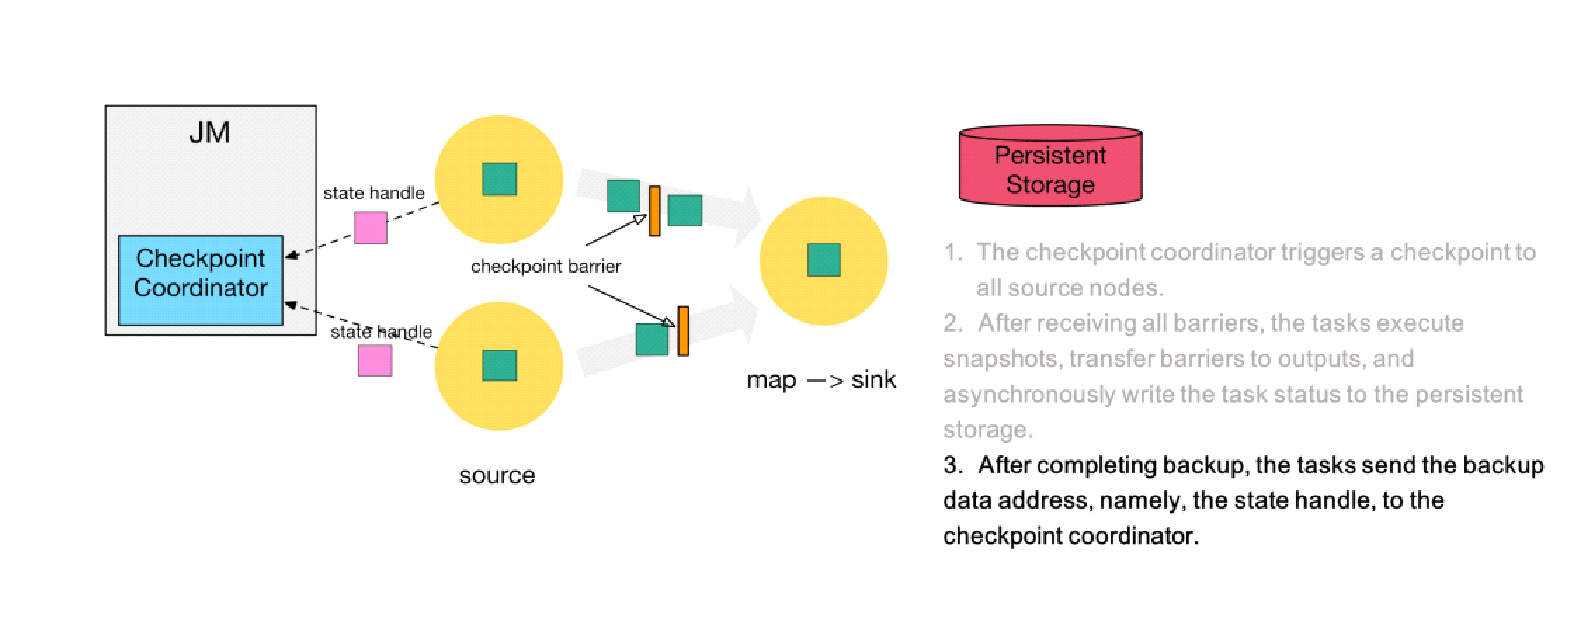 JM
state handle
Checkpoint
Coordinator
checkpoint barrier
state handle
map —> sink
source
Persistent
Storage
1. The checkpoint coordinator triggers a checkpoint to
all source nodes.
2. After receiving all barriers, the tasks execute
snapshots, transfer barriers to outputs, and
asynchronously write the task status to the persistent
storage.
3. After completing backup, the tasks send the backup
data address, namely, the state handle, to the
checkpoint coordinator.